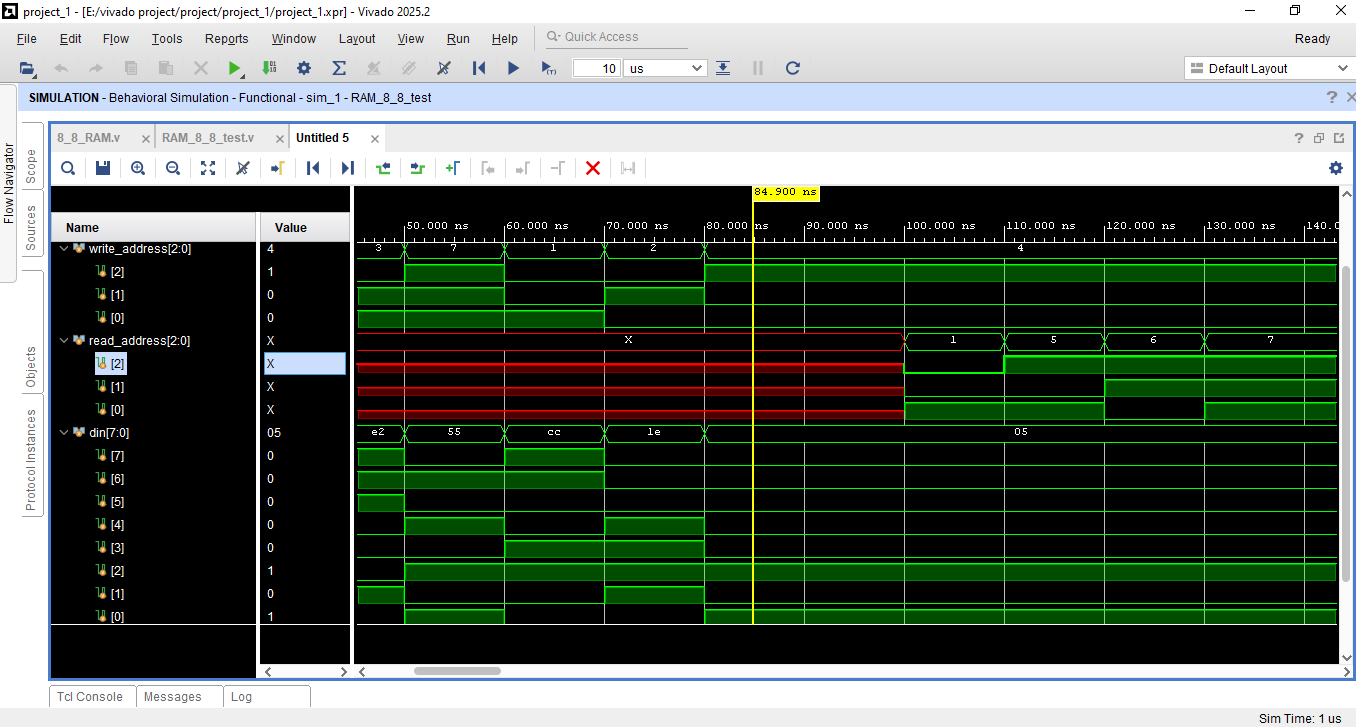 project_1 - [E:/vivado project/project/project_1/project_1.xpr] - Vivado 2025.2
File Edit Flow Tools Reports Window Layout View Run Help Quick Access Ready
10 us Default Layout
SIMULATION - Behavioral Simulation - Functional - sim_1 - RAM_8_8_test
Flow Navigator
Scope
Sources
Objects
Protocol Instances
8_8_RAM.v RAM_8_8_test.v Untitled 5
84.900 ns
Name Value 50.000 ns 60.000 ns 70.000 ns 80.000 ns 90.000 ns 100.000 ns 110.000 ns 120.000 ns 130.000 ns 140.0
write_address[2:0] 4 3 7 1 2 4
[2] 1
[1] 0
[0] 0
read_address[2:0] X X 1 5 6 7
[2] X
[1] X
[0] X
din[7:0] 05 e2 55 cc 1e 05
[7] 0
[6] 0
[5] 0
[4] 0
[3] 0
[2] 1
[1] 0
[0] 1
Tcl Console Messages Log
Sim Time: 1 us